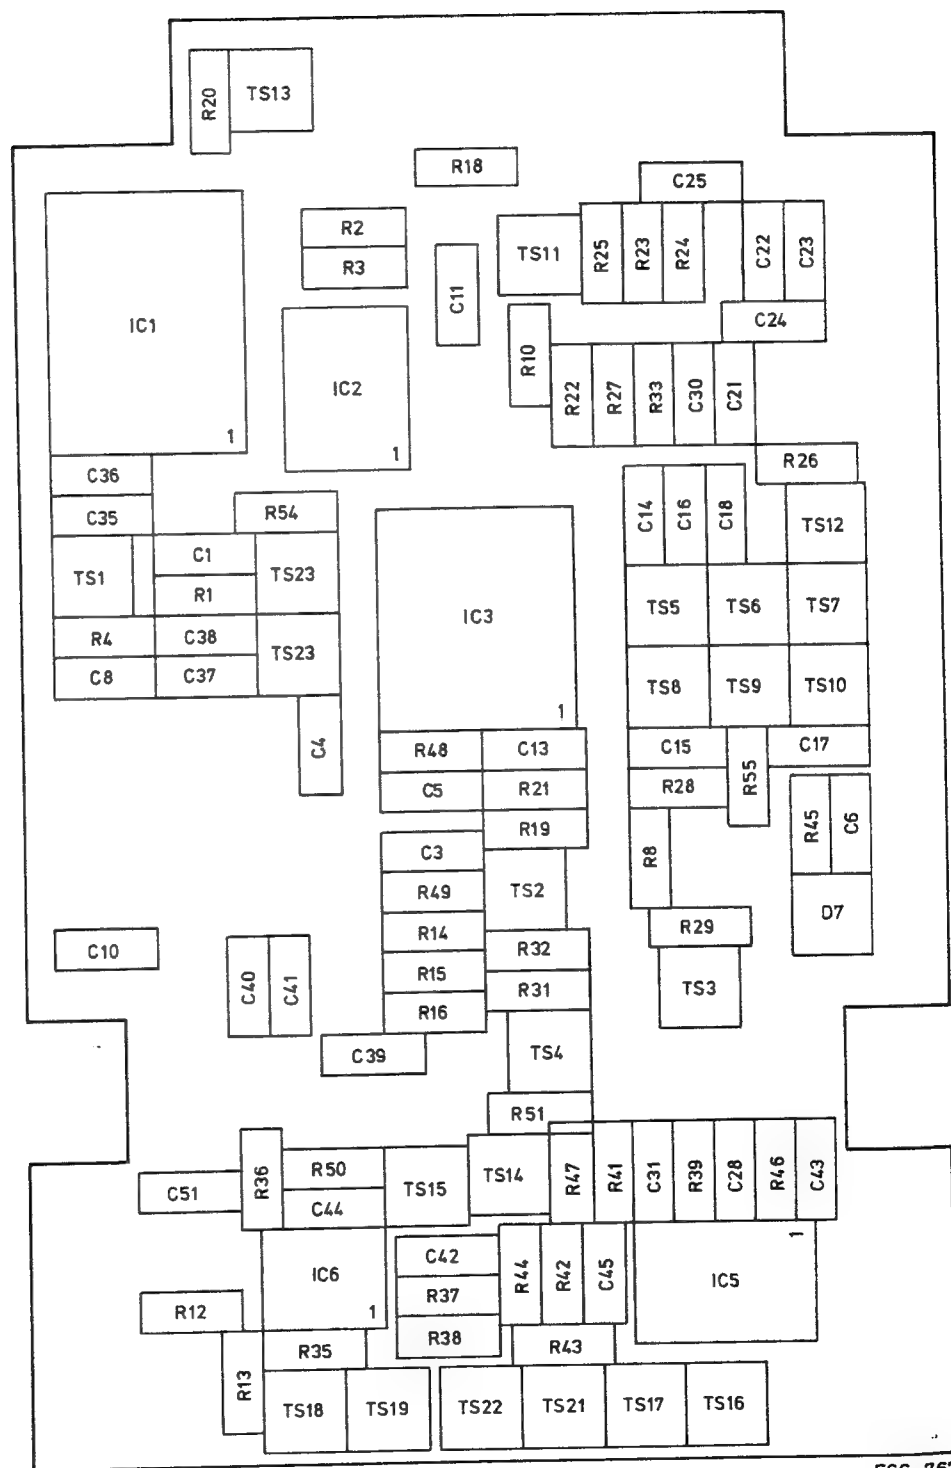 R20
TS13
R18
C25
R2
R3
C11
TS11
R25
R23
R24
C22
C23
C24
IC1
1
IC2
1
R10
R22
R27
R33
C30
C21
R26
C36
C35
R54
C14
C16
C18
TS12
TS1
C1
R1
TS23
IC3
1
TS5
TS6
TS7
R4
C38
TS23
C8
C37
TS8
TS9
TS10
C4
R48
C13
C15
R55
C17
C5
R21
R28
R45
C6
R19
C3
R8
R49
TS2
D7
R14
R29
C10
C40
C41
R32
R15
R31
TS3
R16
C39
TS4
R51
R36
R50
C51
C44
TS15
TS14
R47
R41
C31
R39
C28
R46
C43
IC6
1
C42
R44
R42
C45
IC5
1
R37
R12
R38
R35
R43
R13
TS18
TS19
TS22
TS21
TS17
TS16